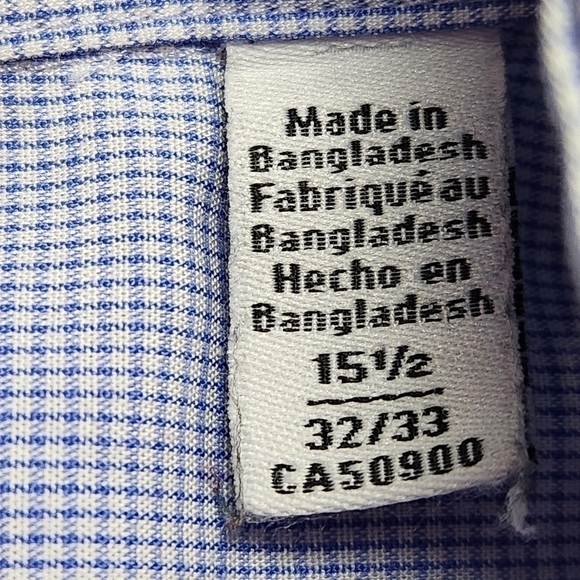 Made in
Bangladesh
Fabriqué au
Bangladesh
Hecho en
Bangladesh
15½
32/33
CA50900